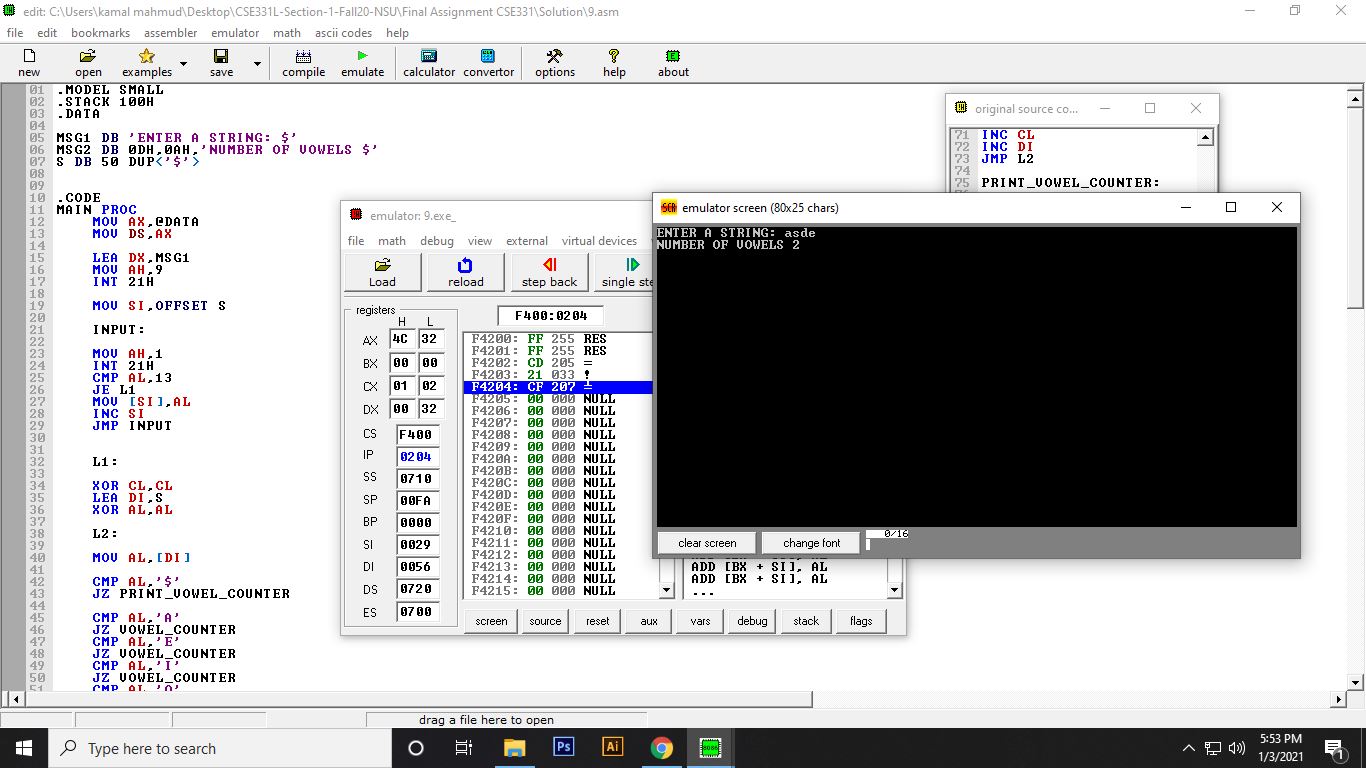 edit: C:\Users\kamal mahmud\Desktop\CSE331L-Section-1-Fall20-NSU\Final Assignment CSE331\Solution\9.asm
file edit bookmarks assembler emulator math ascii codes help
new open examples save compile emulate calculator convertor options help about
01 .MODEL SMALL
02 .STACK 100H
03 .DATA
04
05 MSG1 DB 'ENTER A STRING: $'
06 MSG2 DB 0DH,0AH,'NUMBER OF VOWELS $'
07 S DB 50 DUP('$')
08
09
10 .CODE
11 MAIN PROC
12 MOV AX,@DATA
13 MOV DS,AX
14
15 LEA DX,MSG1
16 MOV AH,9
17 INT 21H
18
19 MOV SI,OFFSET S
20
21 INPUT:
22
23 MOV AH,1
24 INT 21H
25 CMP AL,13
26 JE L1
27 MOV [SI],AL
28 INC SI
29 JMP INPUT
30
31
32 L1:
33
34 XOR CL,CL
35 LEA DI,S
36 XOR AL,AL
37
38 L2:
39
40 MOV AL,[DI]
41
42 CMP AL,'$'
43 JZ PRINT_VOWEL_COUNTER
44
45 CMP AL,'A'
46 JZ VOWEL_COUNTER
47 CMP AL,'E'
48 JZ VOWEL_COUNTER
49 CMP AL,'I'
50 JZ VOWEL_COUNTER
51 CMP AL,'O'
original source co...
71 INC CL
72 INC DI
73 JMP L2
74
75 PRINT_VOWEL_COUNTER:
emulator: 9.exe_
file math debug view external virtual devices
Load reload step back single ste
registers
F400:0204
H L
AX 4C 32
BX 00 00
CX 01 02
DX 00 32
CS F400
IP 0204
SS 0710
SP 00FA
BP 0000
SI 0029
DI 0056
DS 0720
ES 0700
F4200: FF 255 RES
F4201: FF 255 RES
F4202: CD 205 =
F4203: 21 033 !
F4204: CF 207 ╧
F4205: 00 000 NULL
F4206: 00 000 NULL
F4207: 00 000 NULL
F4208: 00 000 NULL
F4209: 00 000 NULL
F420A: 00 000 NULL
F420B: 00 000 NULL
F420C: 00 000 NULL
F420D: 00 000 NULL
F420E: 00 000 NULL
F420F: 00 000 NULL
F4210: 00 000 NULL
F4211: 00 000 NULL
F4212: 00 000 NULL
F4213: 00 000 NULL
F4214: 00 000 NULL
F4215: 00 000 NULL
ADD [BX + SI], AL
ADD [BX + SI], AL
...
screen source reset aux vars debug stack flags
emulator screen (80x25 chars)
ENTER A STRING: asde
NUMBER OF VOWELS 2
clear screen change font 0/16
drag a file here to open
Type here to search
Ps Ai 8086
5:53 PM
1/3/2021
1